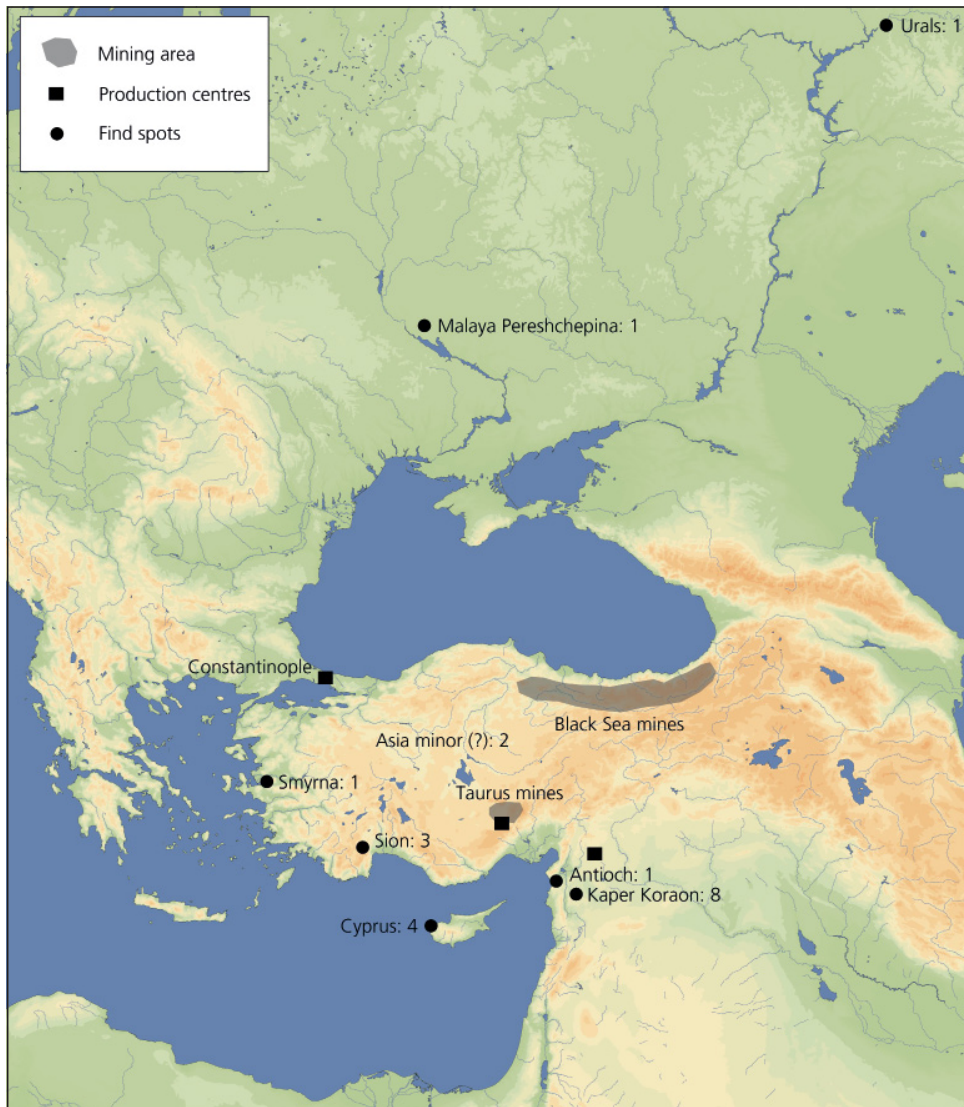 Mining area
Production centres
Find spots
Urals: 1
Malaya Pereshchepina: 1
Constantinople
Black Sea mines
Asia minor (?): 2
Smyrna: 1
Taurus mines
Sion: 3
Antioch: 1
Kaper Koraon: 8
Cyprus: 4